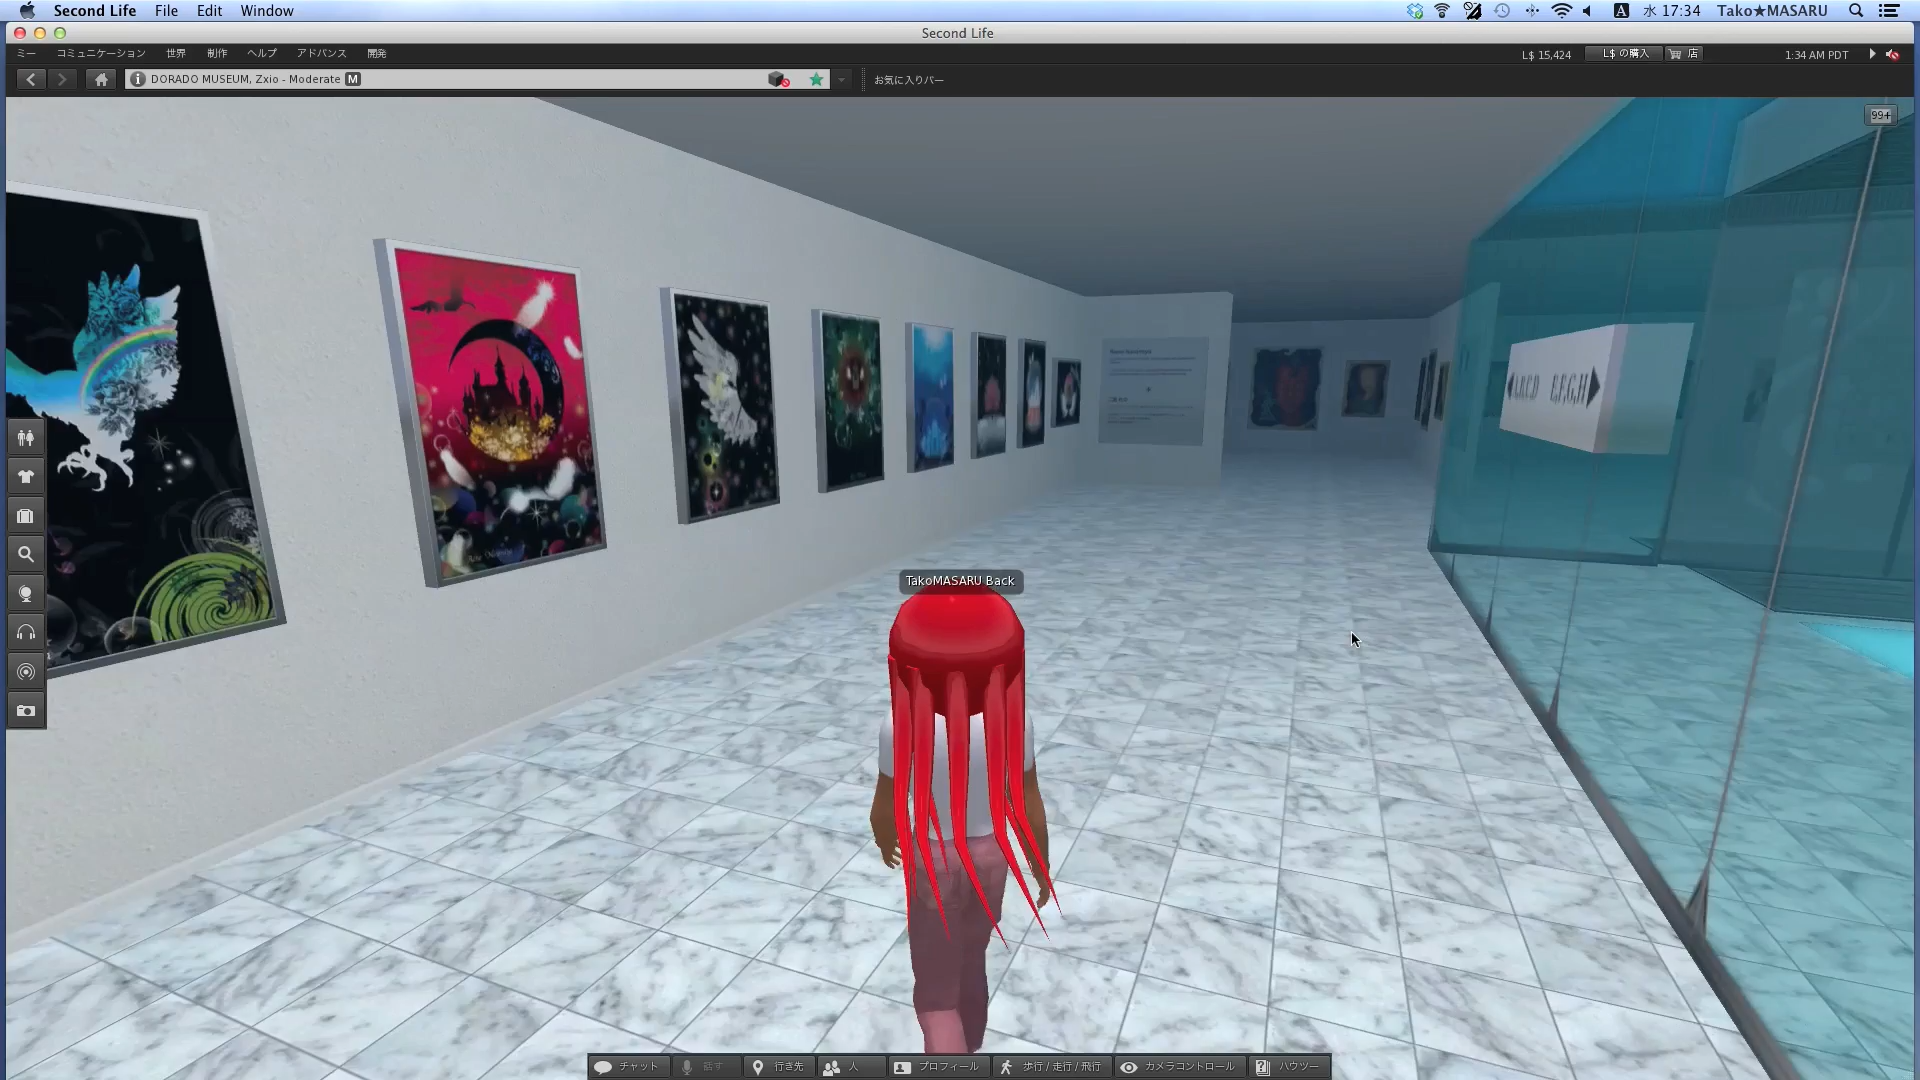 Second Life File Edit Window
水 17:34 Tako★MASARU
Second Life
ミー コミュニケーション 世界 制作 ヘルプ アドバンス 開発
L$ 15,424 L$ の購入 店 1:34 AM PDT
DORADO MUSEUM, Zxio - Moderate M
お気に入りバー
99+
A,B,C,D E,F,G,H
TakoMASARU Back
チャット 話す 行き先 人 プロフィール 歩行 / 走行 / 飛行 カメラコントロール ハウツー